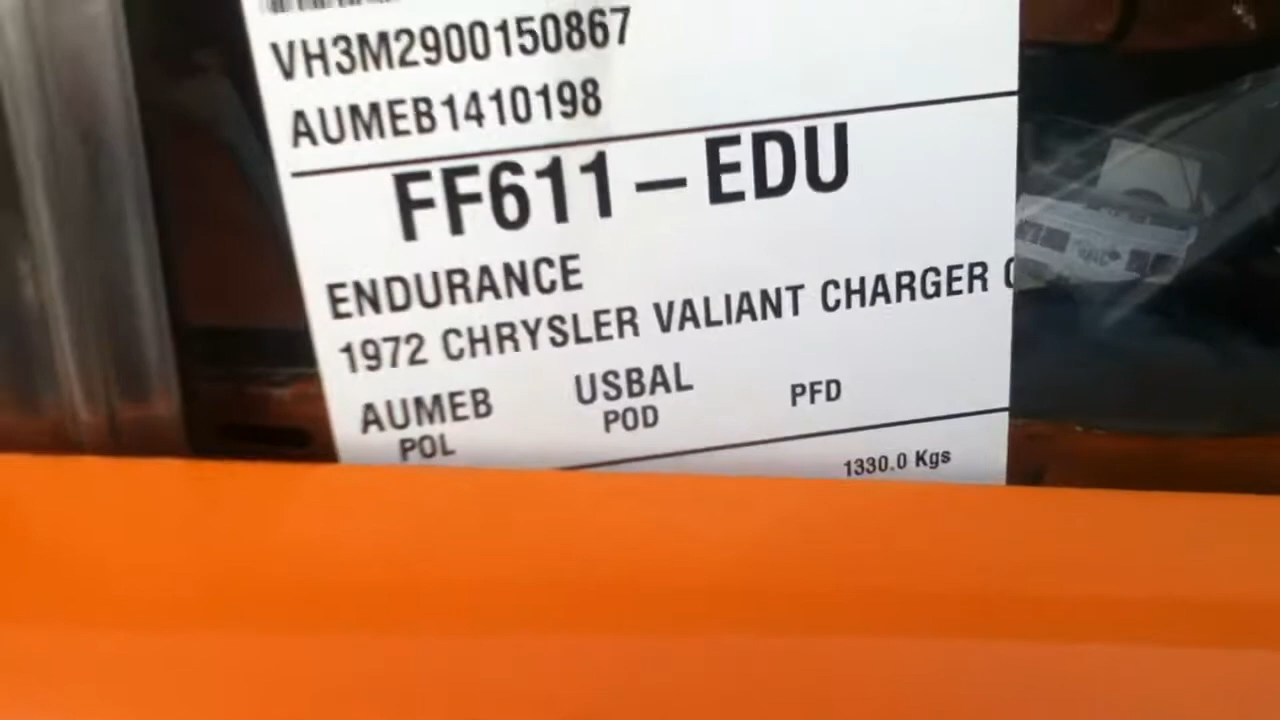 VH3M2900150867
AUMEB1410198
FF611-EDU
ENDURANCE
1972 CHRYSLER VALIANT CHARGER
AUMEB USBAL
POL POD PFD
1330.0 Kgs